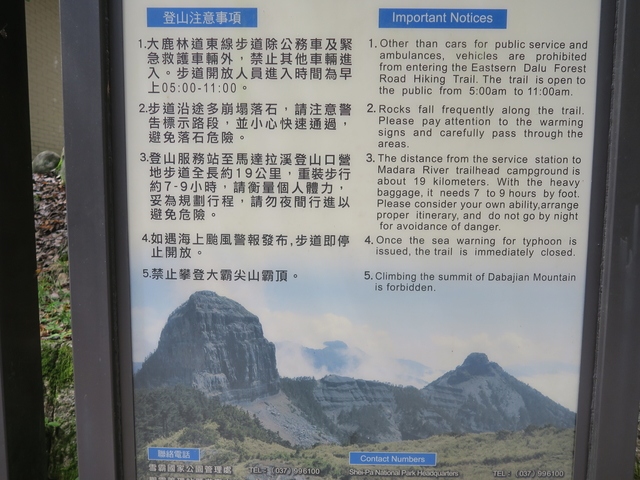 登山注意事項
1.大鹿林道東線步道除公務車及緊
急救護車輛外，禁止其他車輛進
入。步道開放人員進入時間為早
上05:00-11:00。
2.步道沿途多崩塌落石，請注意警
告標示路段，並小心快速通過，
避免落石危險。
3.登山服務站至馬達拉溪登山口營
地步道全長約19公里，重裝步行
約7-9小時，請衡量個人體力，
妥為規劃行程，請勿夜間行進以
避免危險。
4.如遇海上颱風警報發布,步道即停
止開放。
5.禁止攀登大霸尖山霸頂。
聯絡電話
雪霸國家公園管理處 TEL：(037)996100
Important Notices
1. Other than cars for public service and
ambulances, vehicles are prohibited
from entering the Eastsern Dalu Forest
Road Hiking Trail. The trail is open to
the public from 5:00am to 11:00am.
2. Rocks fall frequently along the trail.
Please pay attention to the warming
signs and carefully pass through the
areas.
3. The distance from the service station to
Madara River trailhead campground is
about 19 kilometers. With the heavy
baggage, it needs 7 to 9 hours by foot.
Please consider your own ability,arrange
proper itinerary, and do not go by night
for avoidance of danger.
4. Once the sea warning for typhoon is
issued, the trail is immediately closed.
5. Climbing the summit of Dabajian Mountain
is forbidden.
Contact Numbers
Shei-Pa National Park Headquarters TEL：(037)996100